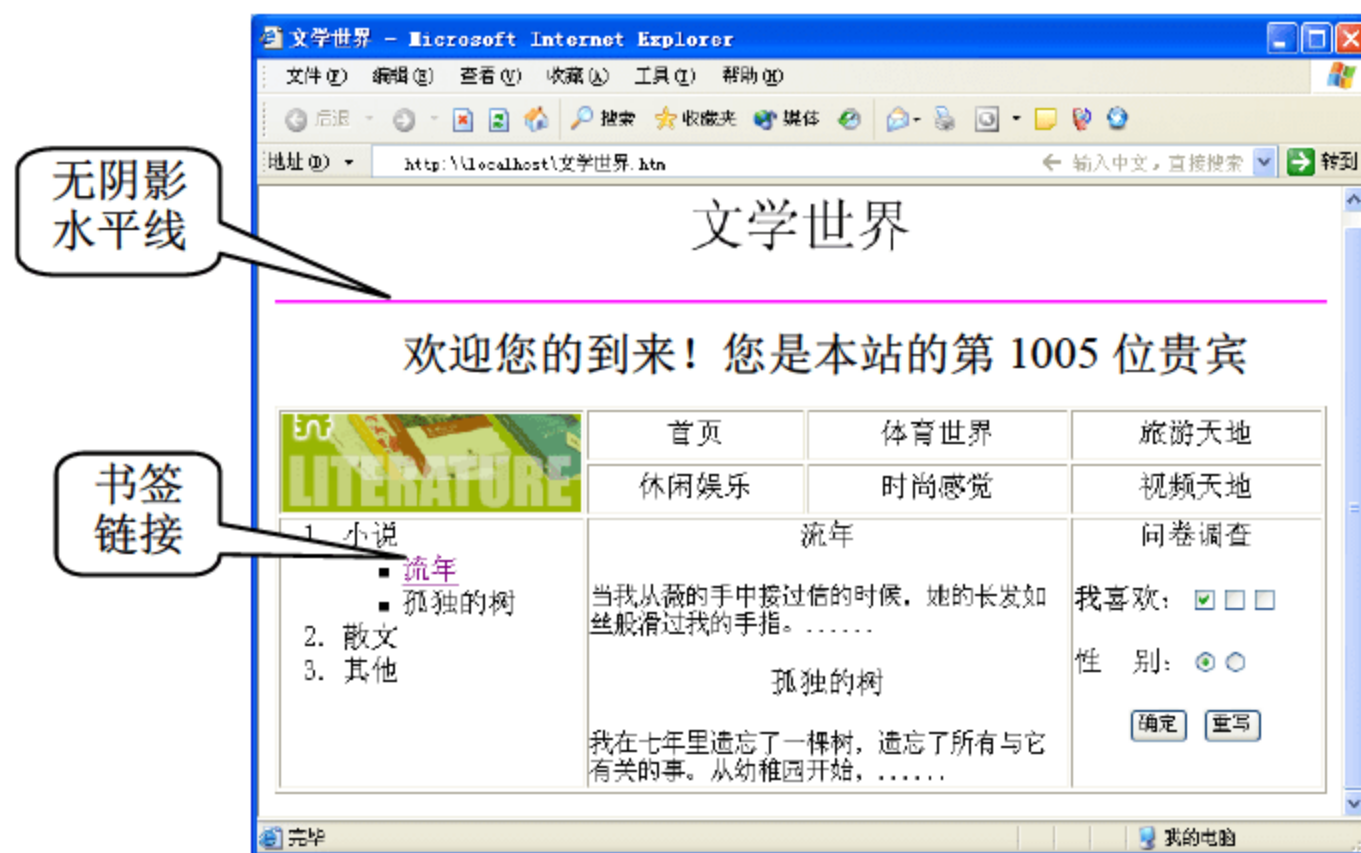 文学世界 - Microsoft Internet Explorer
文件(F) 编辑(E) 查看(V) 收藏(A) 工具(T) 帮助(H)
后退 搜索 收藏夹 媒体
地址(D) http:\\localhost\文学世界.htm 输入中文，直接搜索 转到
无阴影
水平线
文学世界
欢迎您的到来！您是本站的第 1005 位贵宾
LITERATURE
首页 体育世界 旅游天地
休闲娱乐 时尚感觉 视频天地
书签
链接
1. 小说
流年
孤独的树
2. 散文
3. 其他
流年
当我从薇的手中接过信的时候，她的长发如
丝般滑过我的手指。......
孤独的树
我在七年里遗忘了一棵树，遗忘了所有与它
有关的事。从幼稚园开始，......
问卷调查
我喜欢：
性 别：
确定 重写
完毕 我的电脑